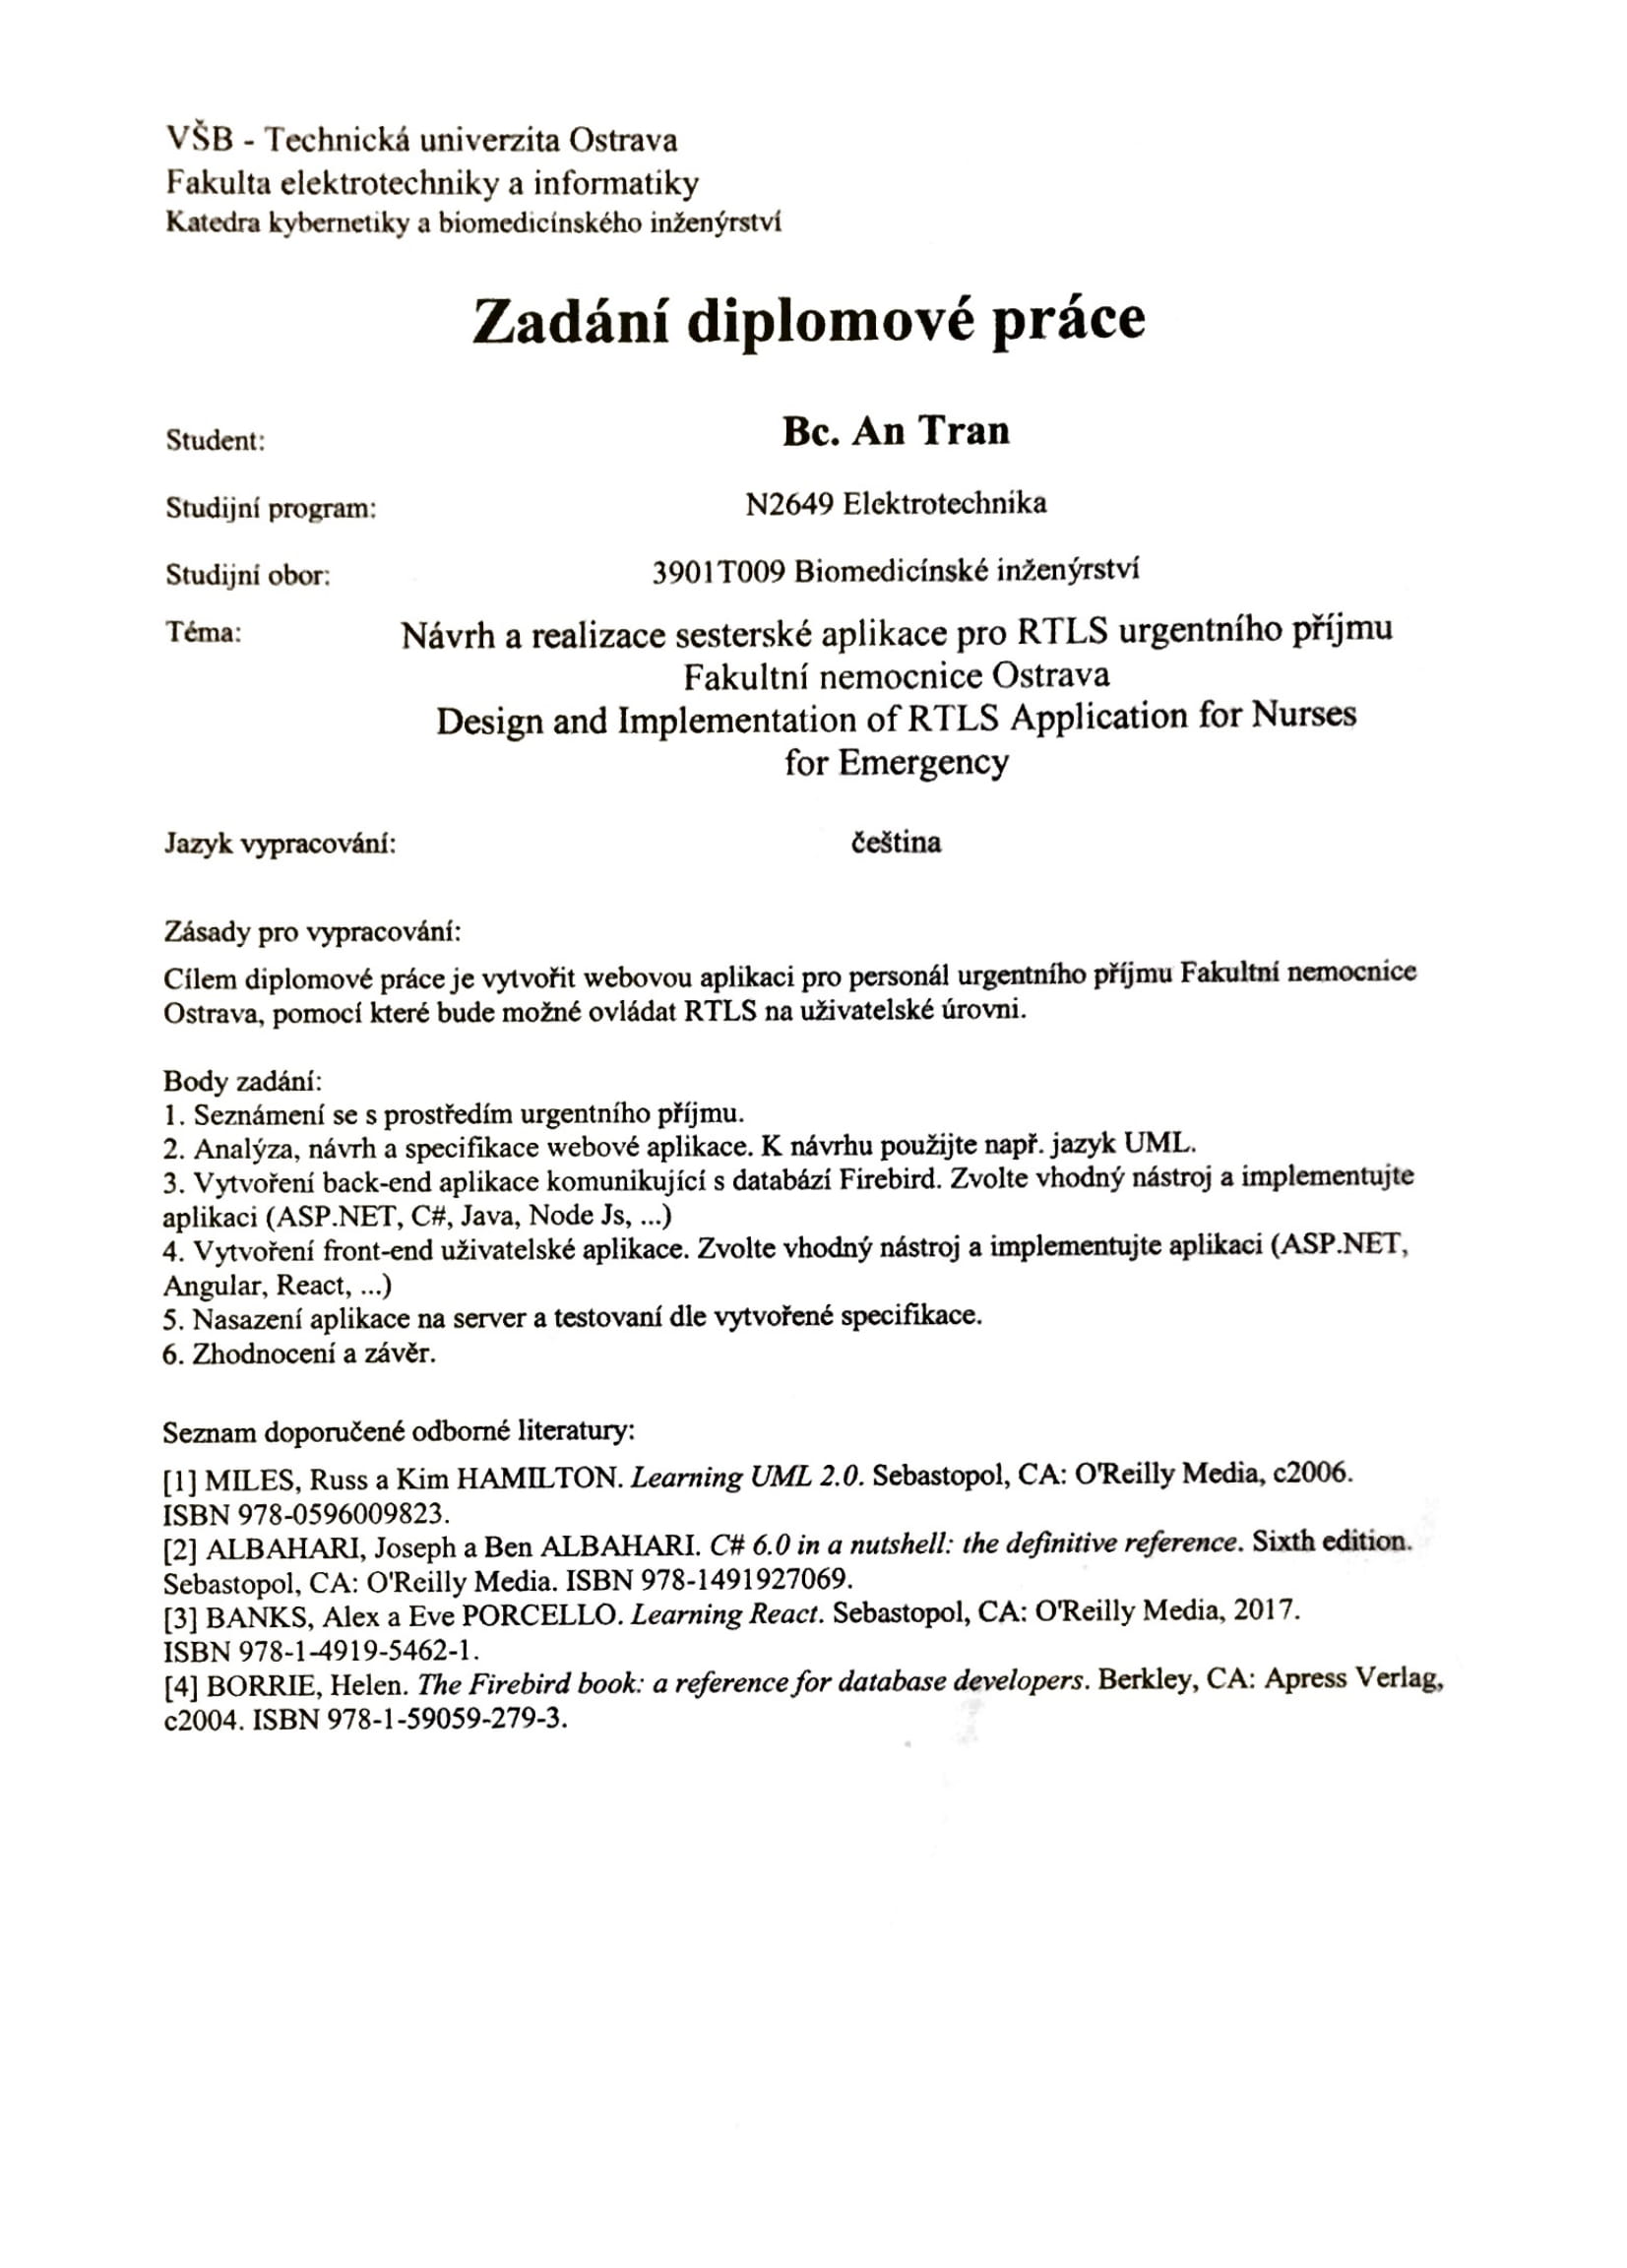 VŠB - Technická univerzita Ostrava
Fakulta elektrotechniky a informatiky
Katedra kybernetiky a biomedicínského inženýrství
Zadání diplomové práce
Student: Bc. An Tran
Studijní program: N2649 Elektrotechnika
Studijní obor: 3901T009 Biomedicínské inženýrství
Téma: Návrh a realizace sesterské aplikace pro RTLS urgentního příjmu
Fakultní nemocnice Ostrava
Design and Implementation of RTLS Application for Nurses
for Emergency
Jazyk vypracování: čeština
Zásady pro vypracování:
Cílem diplomové práce je vytvořit webovou aplikaci pro personál urgentního příjmu Fakultní nemocnice
Ostrava, pomocí které bude možné ovládat RTLS na uživatelské úrovni.
Body zadání:
1. Seznámení se s prostředím urgentního příjmu.
2. Analýza, návrh a specifikace webové aplikace. K návrhu použijte např. jazyk UML.
3. Vytvoření back-end aplikace komunikující s databází Firebird. Zvolte vhodný nástroj a implementujte
aplikaci (ASP.NET, C#, Java, Node Js, ...)
4. Vytvoření front-end uživatelské aplikace. Zvolte vhodný nástroj a implementujte aplikaci (ASP.NET,
Angular, React, ...)
5. Nasazení aplikace na server a testovaní dle vytvořené specifikace.
6. Zhodnocení a závěr.
Seznam doporučené odborné literatury:
[1] MILES, Russ a Kim HAMILTON. Learning UML 2.0. Sebastopol, CA: O'Reilly Media, c2006.
ISBN 978-0596009823.
[2] ALBAHARI, Joseph a Ben ALBAHARI. C# 6.0 in a nutshell: the definitive reference. Sixth edition.
Sebastopol, CA: O'Reilly Media. ISBN 978-1491927069.
[3] BANKS, Alex a Eve PORCELLO. Learning React. Sebastopol, CA: O'Reilly Media, 2017.
ISBN 978-1-4919-5462-1.
[4] BORRIE, Helen. The Firebird book: a reference for database developers. Berkley, CA: Apress Verlag,
c2004. ISBN 978-1-59059-279-3.